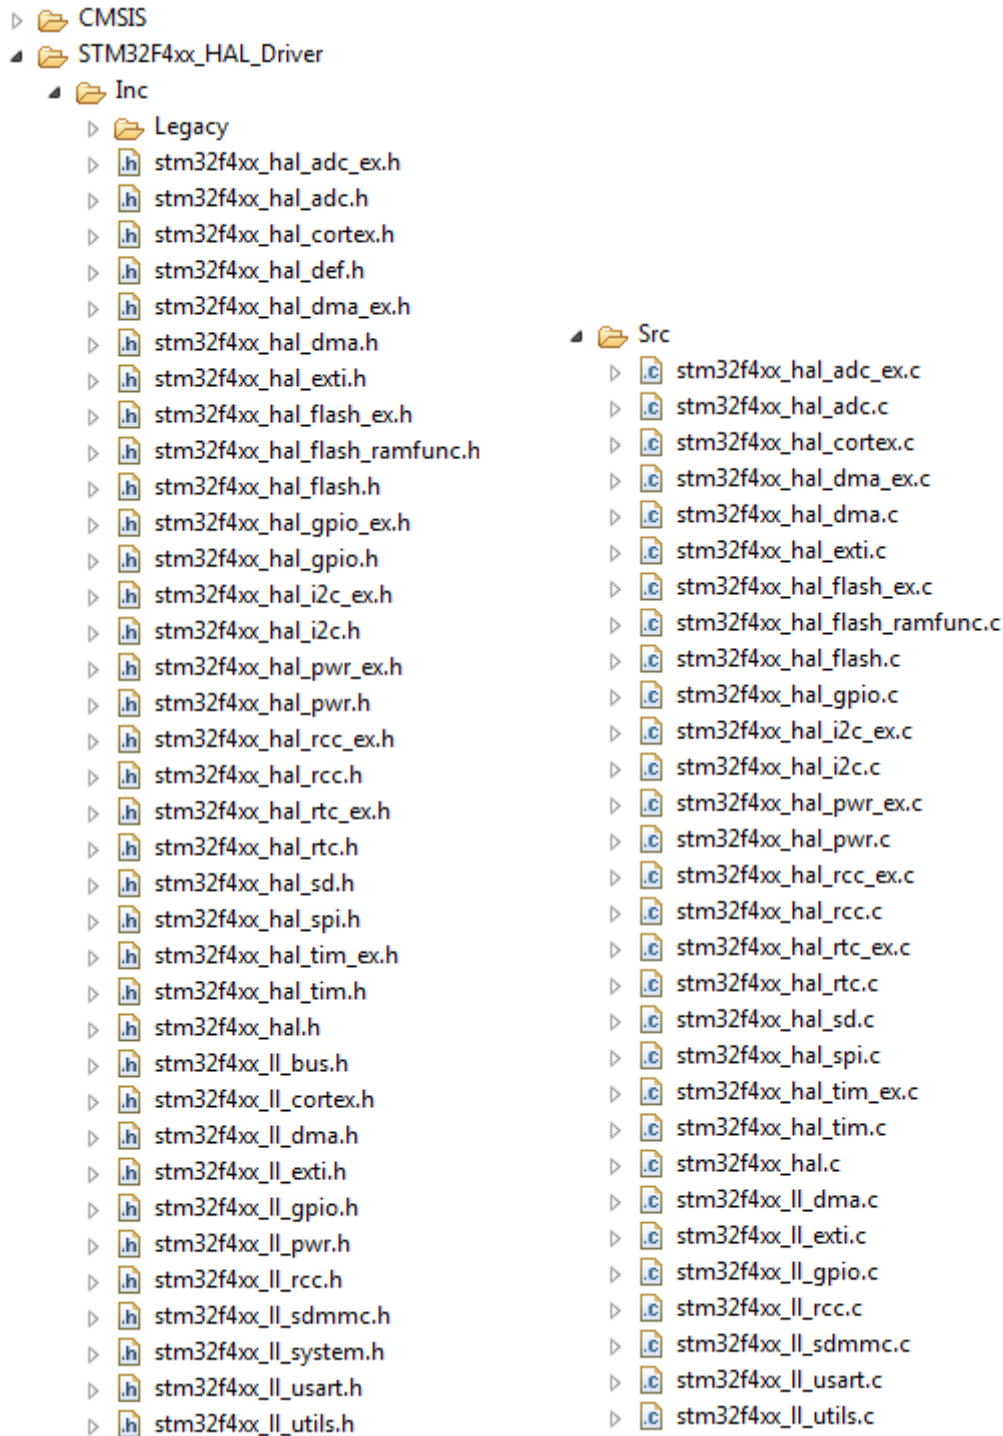 CMSIS
STM32F4xx_HAL_Driver
Inc
Legacy
stm32f4xx_hal_adc_ex.h
stm32f4xx_hal_adc.h
stm32f4xx_hal_cortex.h
stm32f4xx_hal_def.h
stm32f4xx_hal_dma_ex.h
stm32f4xx_hal_dma.h
stm32f4xx_hal_exti.h
stm32f4xx_hal_flash_ex.h
stm32f4xx_hal_flash_ramfunc.h
stm32f4xx_hal_flash.h
stm32f4xx_hal_gpio_ex.h
stm32f4xx_hal_gpio.h
stm32f4xx_hal_i2c_ex.h
stm32f4xx_hal_i2c.h
stm32f4xx_hal_pwr_ex.h
stm32f4xx_hal_pwr.h
stm32f4xx_hal_rcc_ex.h
stm32f4xx_hal_rcc.h
stm32f4xx_hal_rtc_ex.h
stm32f4xx_hal_rtc.h
stm32f4xx_hal_sd.h
stm32f4xx_hal_spi.h
stm32f4xx_hal_tim_ex.h
stm32f4xx_hal_tim.h
stm32f4xx_hal.h
stm32f4xx_ll_bus.h
stm32f4xx_ll_cortex.h
stm32f4xx_ll_dma.h
stm32f4xx_ll_exti.h
stm32f4xx_ll_gpio.h
stm32f4xx_ll_pwr.h
stm32f4xx_ll_rcc.h
stm32f4xx_ll_sdmmc.h
stm32f4xx_ll_system.h
stm32f4xx_ll_usart.h
stm32f4xx_ll_utils.h
Src
stm32f4xx_hal_adc_ex.c
stm32f4xx_hal_adc.c
stm32f4xx_hal_cortex.c
stm32f4xx_hal_dma_ex.c
stm32f4xx_hal_dma.c
stm32f4xx_hal_exti.c
stm32f4xx_hal_flash_ex.c
stm32f4xx_hal_flash_ramfunc.c
stm32f4xx_hal_flash.c
stm32f4xx_hal_gpio.c
stm32f4xx_hal_i2c_ex.c
stm32f4xx_hal_i2c.c
stm32f4xx_hal_pwr_ex.c
stm32f4xx_hal_pwr.c
stm32f4xx_hal_rcc_ex.c
stm32f4xx_hal_rcc.c
stm32f4xx_hal_rtc_ex.c
stm32f4xx_hal_rtc.c
stm32f4xx_hal_sd.c
stm32f4xx_hal_spi.c
stm32f4xx_hal_tim_ex.c
stm32f4xx_hal_tim.c
stm32f4xx_hal.c
stm32f4xx_ll_dma.c
stm32f4xx_ll_exti.c
stm32f4xx_ll_gpio.c
stm32f4xx_ll_rcc.c
stm32f4xx_ll_sdmmc.c
stm32f4xx_ll_usart.c
stm32f4xx_ll_utils.c